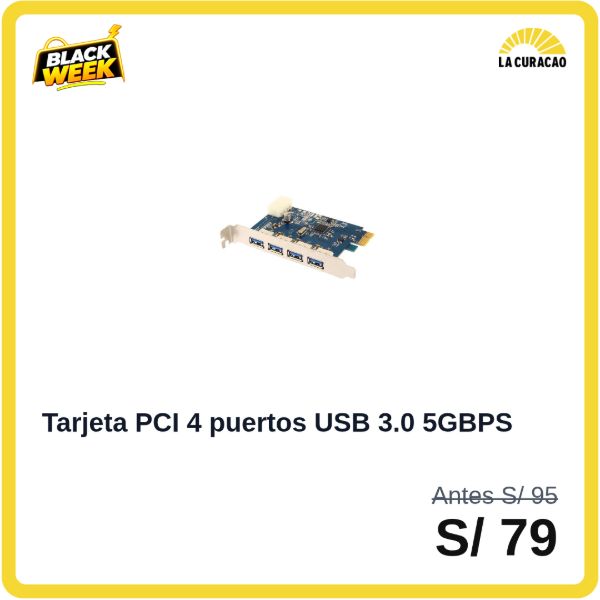 BLACK
WEEK
LA CURACAO
Tarjeta PCI 4 puertos USB 3.0 5GBPS
Antes S/ 95
S/ 79